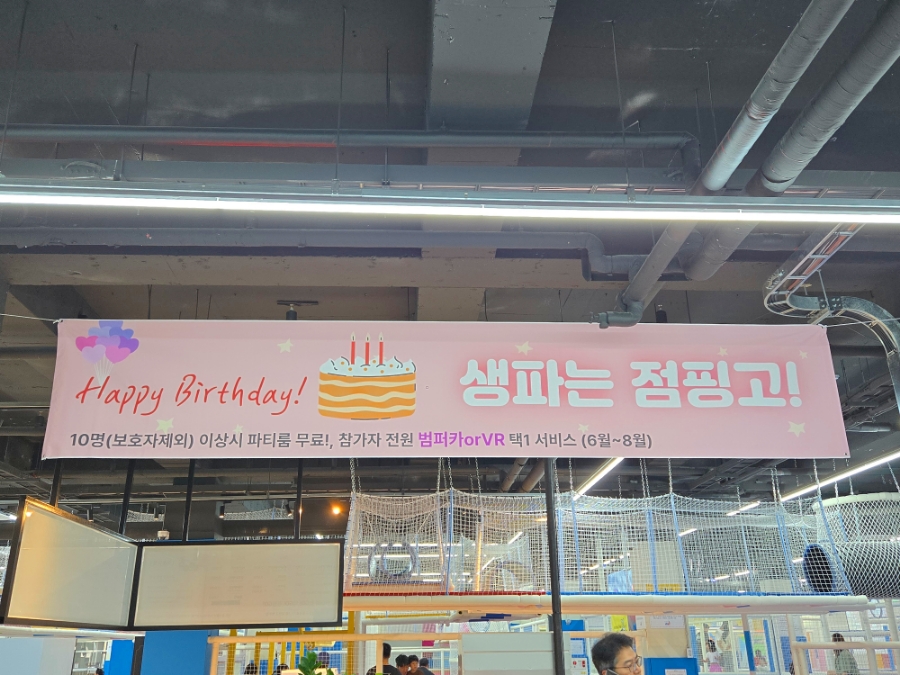 Happy Birthday!
생파는 점핑고!
10명(보호자제외) 이상시 파티룸 무료!, 참가자 전원 범퍼카orVR 택1 서비스 (6월~8월)